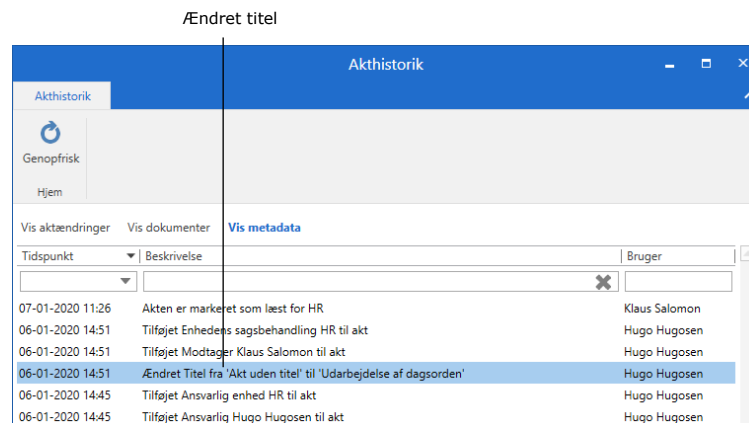 Ændret titel
Akthistorik
Akthistorik
Genopfrisk
Hjem
Vis aktændringer Vis dokumenter Vis metadata
Tidspunkt Beskrivelse Bruger
07-01-2020 11:26 Akten er markeret som læst for HR Klaus Salomon
06-01-2020 14:51 Tilføjet Enhedens sagsbehandling HR til akt Hugo Hugosen
06-01-2020 14:51 Tilføjet Modtager Klaus Salomon til akt Hugo Hugosen
06-01-2020 14:51 Ændret Titel fra 'Akt uden titel' til 'Udarbejdelse af dagsorden' Hugo Hugosen
06-01-2020 14:45 Tilføjet Ansvarlig enhed HR til akt Hugo Hugosen
06-01-2020 14:45 Tilføjet Ansvarlig Hugo Hugosen til akt Hugo Hugosen